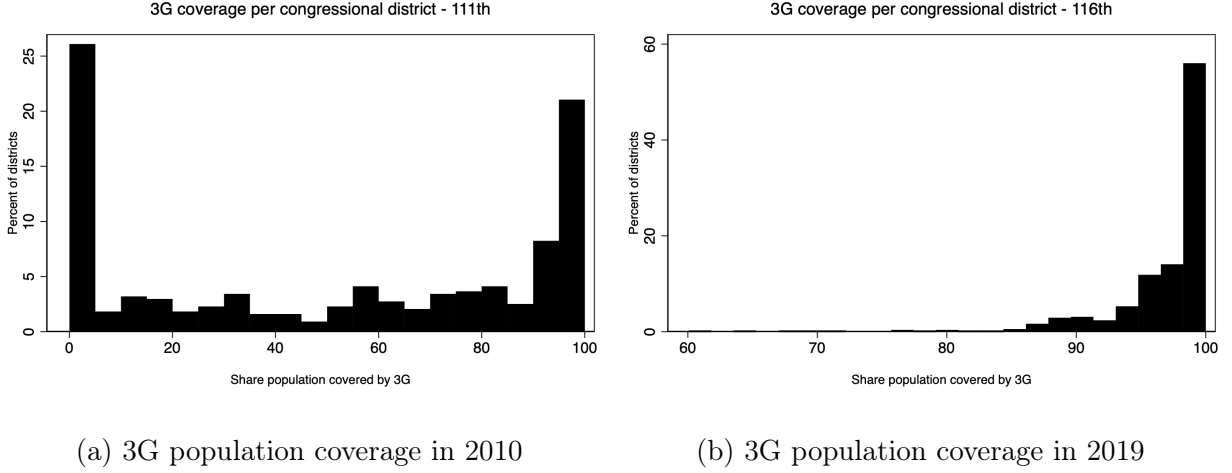 3G coverage per congressional district - 111th
Percent of districts
25
20
15
10
5
0
0 20 40 60 80 100
Share population covered by 3G
(a) 3G population coverage in 2010
3G coverage per congressional district - 116th
Percent of districts
60
40
20
0
60 70 80 90 100
Share population covered by 3G
(b) 3G population coverage in 2019